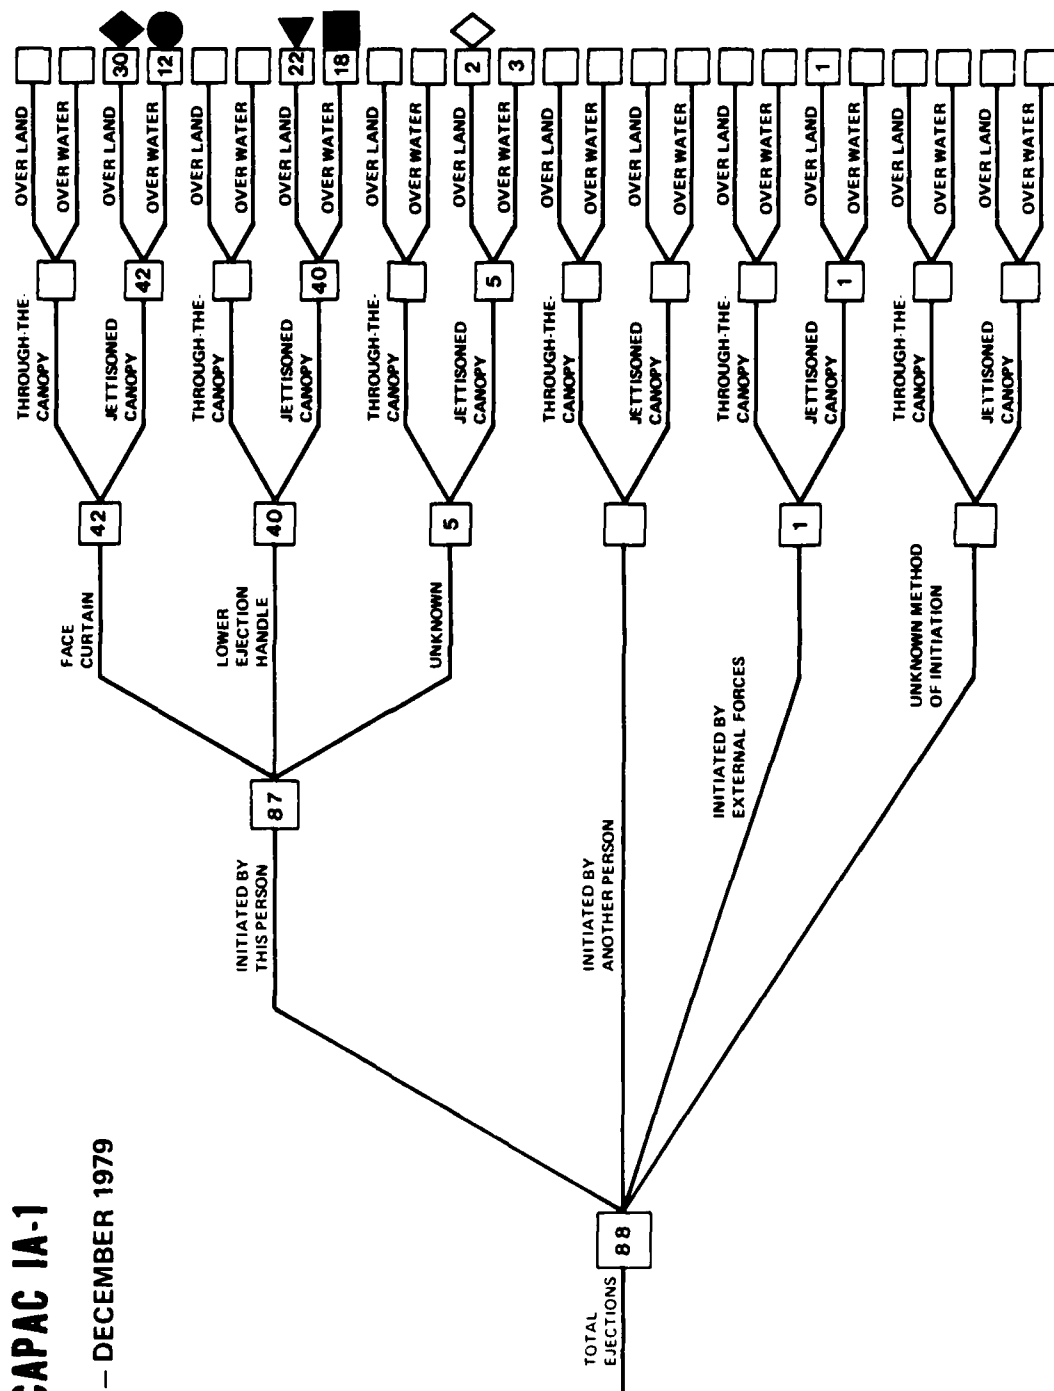 CAPAC IA-1
— DECEMBER 1979
TOTAL
EJECTIONS
88
INITIATED BY
THIS PERSON
87
INITIATED BY
ANOTHER PERSON
INITIATED BY
EXTERNAL FORCES
UNKNOWN METHOD
OF INITIATION
FACE
CURTAIN
42
LOWER
EJECTION
HANDLE
40
UNKNOWN
5
1
THROUGH-THE-
CANOPY
JETTISONED
CANOPY
42
THROUGH-THE-
CANOPY
JETTISONED
CANOPY
40
THROUGH-THE-
CANOPY
JETTISONED
CANOPY
5
THROUGH-THE-
CANOPY
JETTISONED
CANOPY
THROUGH-THE-
CANOPY
JETTISONED
CANOPY
1
THROUGH-THE-
CANOPY
JETTISONED
CANOPY
OVER LAND
OVER WATER
OVER LAND 30
OVER WATER 12
OVER LAND
OVER WATER
OVER LAND 22
OVER WATER 18
OVER LAND
OVER WATER
OVER LAND 2
OVER WATER 3
OVER LAND
OVER WATER
OVER LAND
OVER WATER
OVER LAND
OVER WATER
OVER LAND 1
OVER WATER
OVER LAND
OVER WATER
OVER LAND
OVER WATER